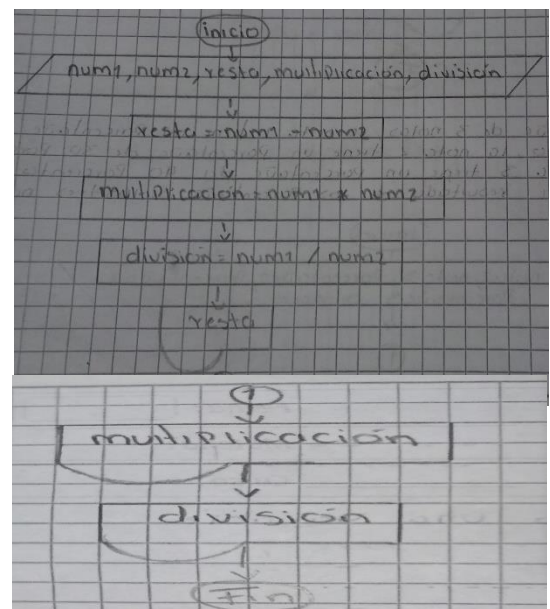 inicio
num1, num2, resta, multiplicación, división
resta = num1 - num2
multiplicación = num1 * num2
división = num1 / num2
resta
1
multiplicación
división
Fin